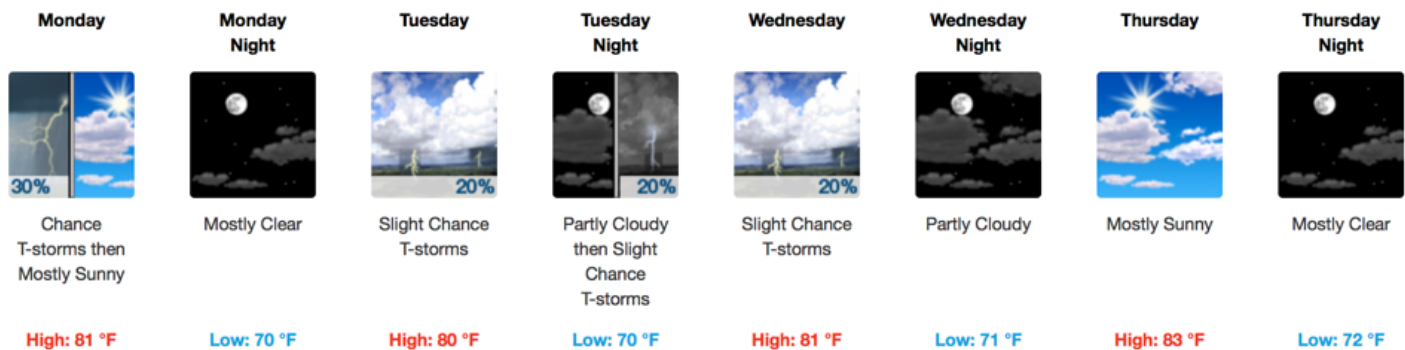 Monday
Monday
Night
Tuesday
Tuesday
Night
Wednesday
Wednesday
Night
Thursday
Thursday
Night
30%
20%
20%
20%
Chance
T-storms then
Mostly Sunny
Mostly Clear
Slight Chance
T-storms
Partly Cloudy
then Slight
Chance
T-storms
Slight Chance
T-storms
Partly Cloudy
Mostly Sunny
Mostly Clear
High: 81 °F
Low: 70 °F
High: 80 °F
Low: 70 °F
High: 81 °F
Low: 71 °F
High: 83 °F
Low: 72 °F